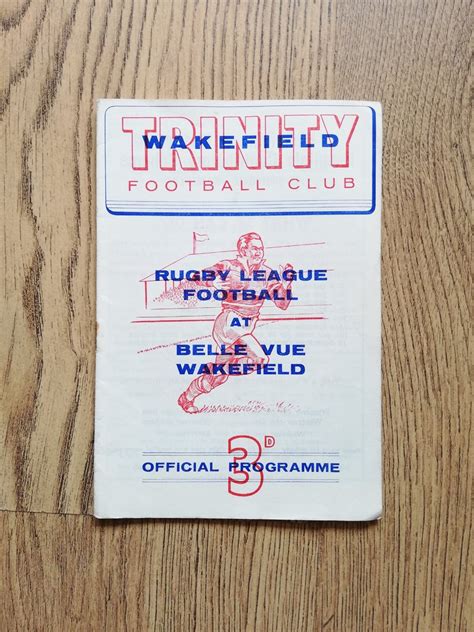 WAKEFIELD
TRINITY
FOOTBALL CLUB
RUGBY LEAGUE
FOOTBALL
AT
BELLE VUE
WAKEFIELD
3D
OFFICIAL PROGRAMME